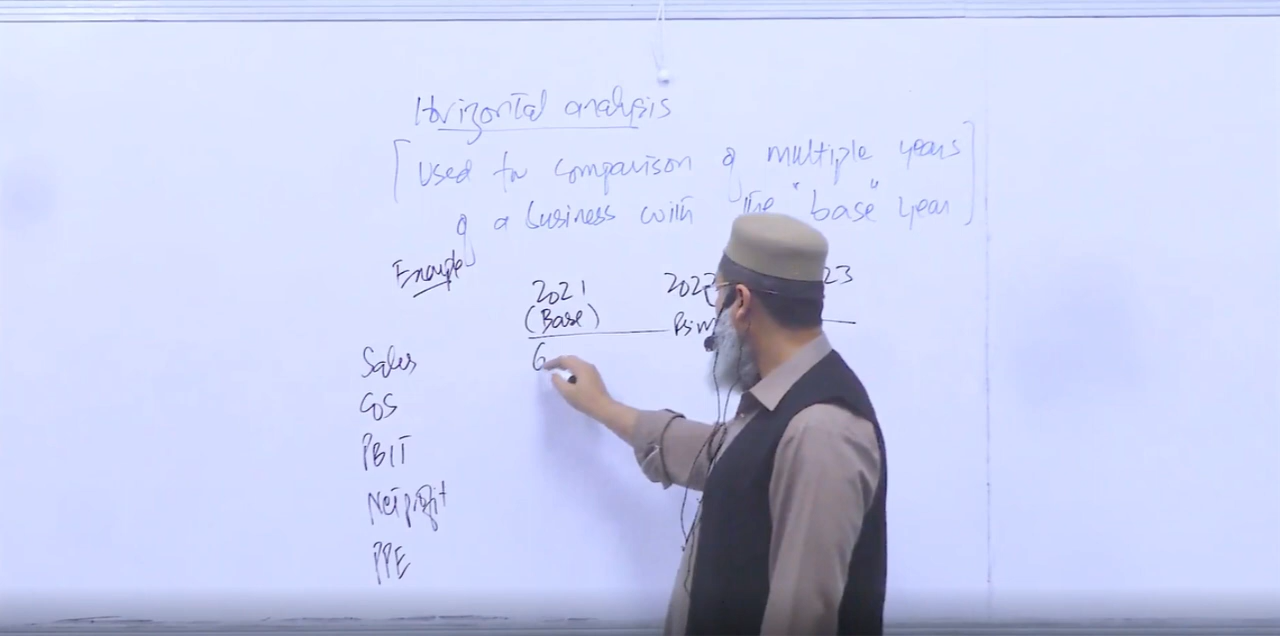 Horizontal analysis
[used for comparison of multiple years
of a business with the "base" year]
Example
2021 2022 23
(Base) Rs in
Sales 6
COS
PBIT
Net profit
PPE